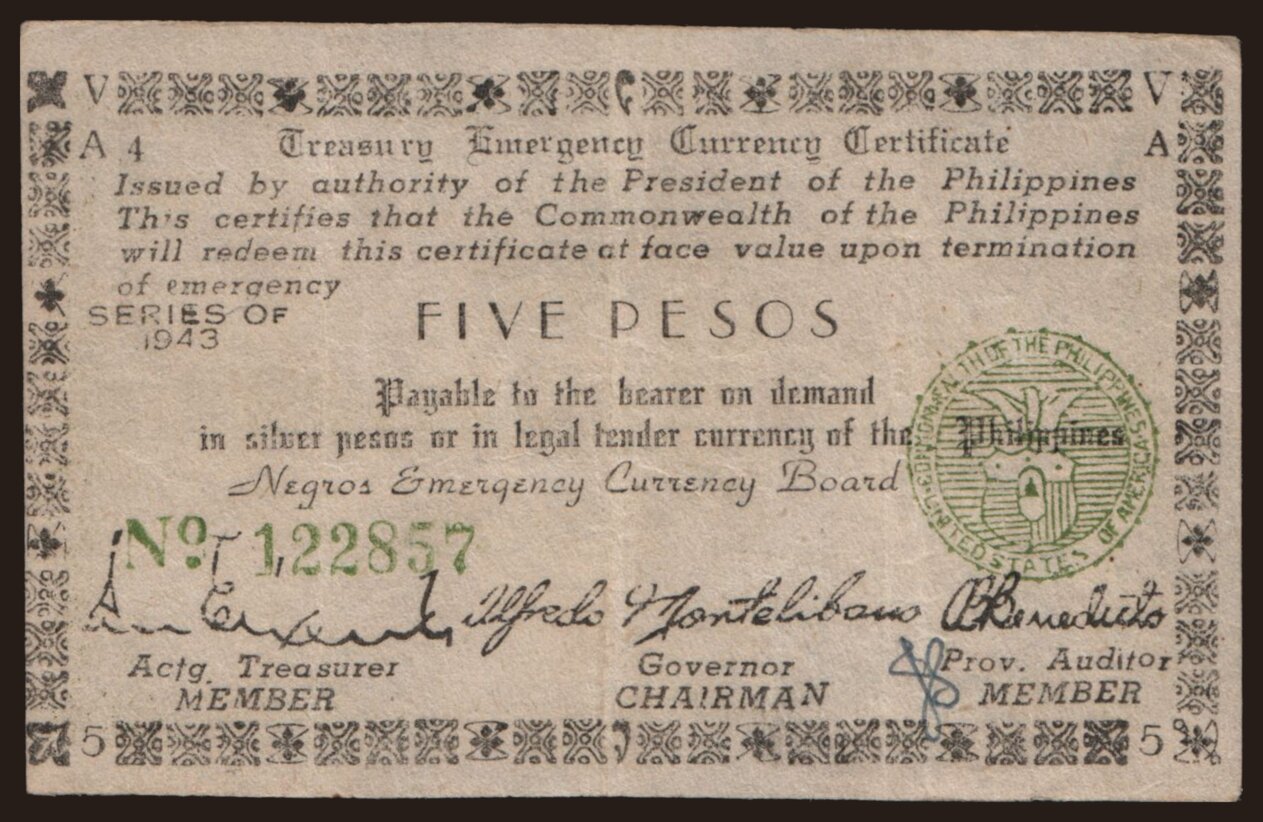 V V
A 4 Treasury Emergency Currency Certificate A
Issued by authority of the President of the Philippines
This certifies that the Commonwealth of the Philippines
will redeem this certificate at face value upon termination
of emergency
SERIES OF
1943
FIVE PESOS
Payable to the bearer on demand
in silver pesos or in legal tender currency of the Philippines
Negros Emergency Currency Board
COMMONWEALTH OF THE PHILIPPINES
UNITED STATES OF AMERICA
No. 122857
Alfredo Montelibano
Benedicto
Actg. Treasurer
MEMBER
Governor
CHAIRMAN
Prov. Auditor
MEMBER
5 5